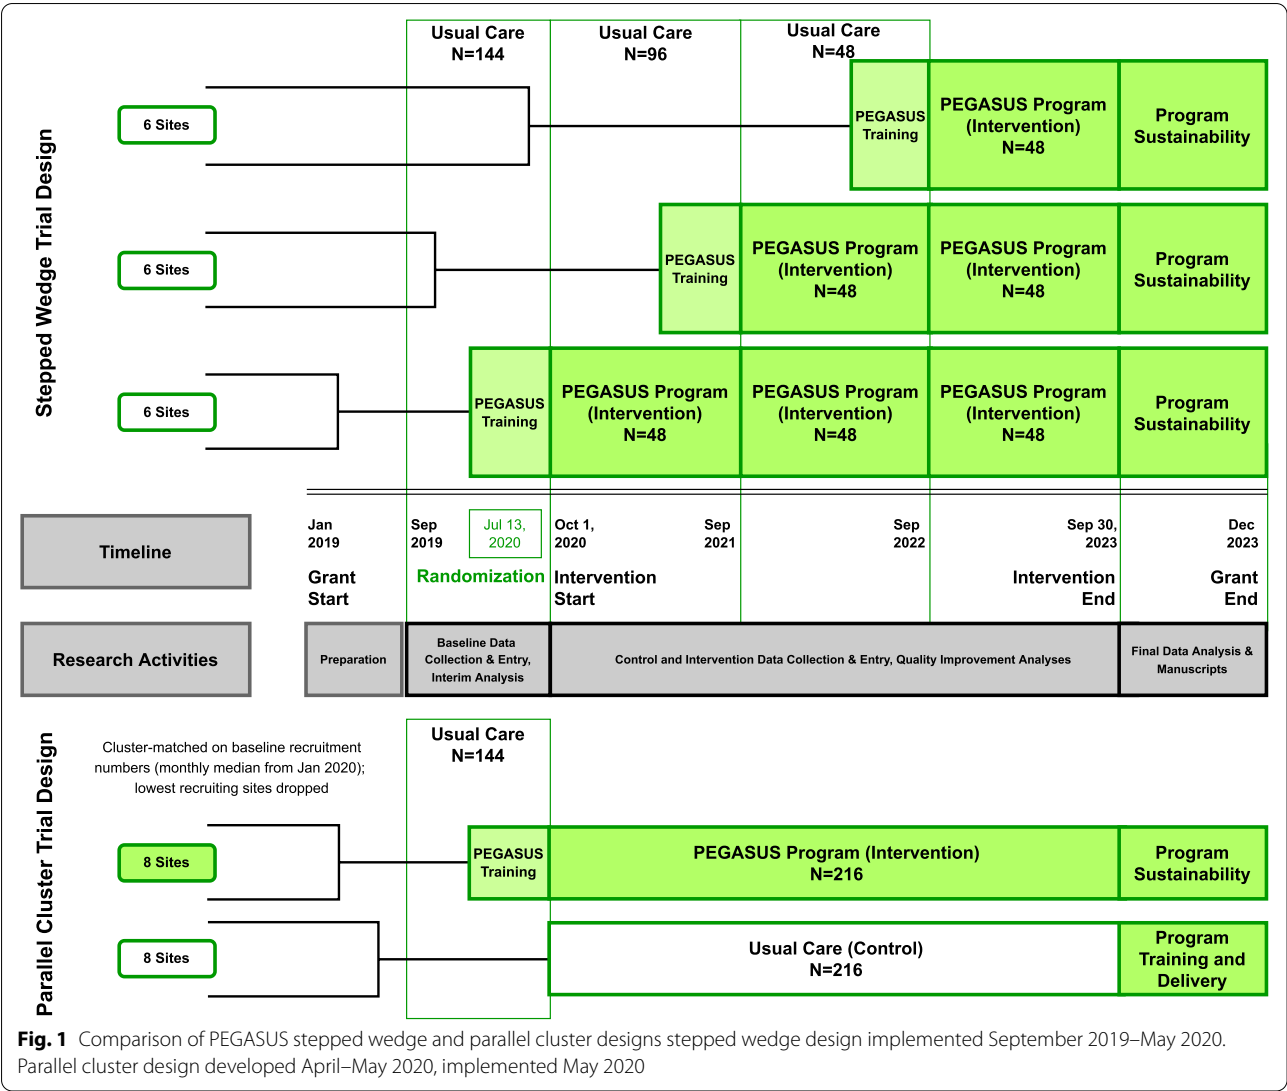 Stepped Wedge Trial Design
Usual Care
N=144
Usual Care
N=96
Usual Care
N=48
6 Sites
PEGASUS
Training
PEGASUS Program
(Intervention)
N=48
Program
Sustainability
6 Sites
PEGASUS
Training
PEGASUS Program
(Intervention)
N=48
PEGASUS Program
(Intervention)
N=48
Program
Sustainability
6 Sites
PEGASUS
Training
PEGASUS Program
(Intervention)
N=48
PEGASUS Program
(Intervention)
N=48
PEGASUS Program
(Intervention)
N=48
Program
Sustainability
Timeline
Jan
2019
Sep
2019
Jul 13,
2020
Oct 1,
2020
Sep
2021
Sep
2022
Sep 30,
2023
Dec
2023
Grant
Start
Randomization
Intervention
Start
Intervention
End
Grant
End
Research Activities
Preparation
Baseline Data
Collection & Entry,
Interim Analysis
Control and Intervention Data Collection & Entry, Quality Improvement Analyses
Final Data Analysis &
Manuscripts
Parallel Cluster Trial Design
Cluster-matched on baseline recruitment
numbers (monthly median from Jan 2020);
lowest recruiting sites dropped
Usual Care
N=144
8 Sites
PEGASUS
Training
PEGASUS Program (Intervention)
N=216
Program
Sustainability
8 Sites
Usual Care (Control)
N=216
Program
Training and
Delivery
Fig. 1 Comparison of PEGASUS stepped wedge and parallel cluster designs stepped wedge design implemented September 2019–May 2020.
Parallel cluster design developed April–May 2020, implemented May 2020